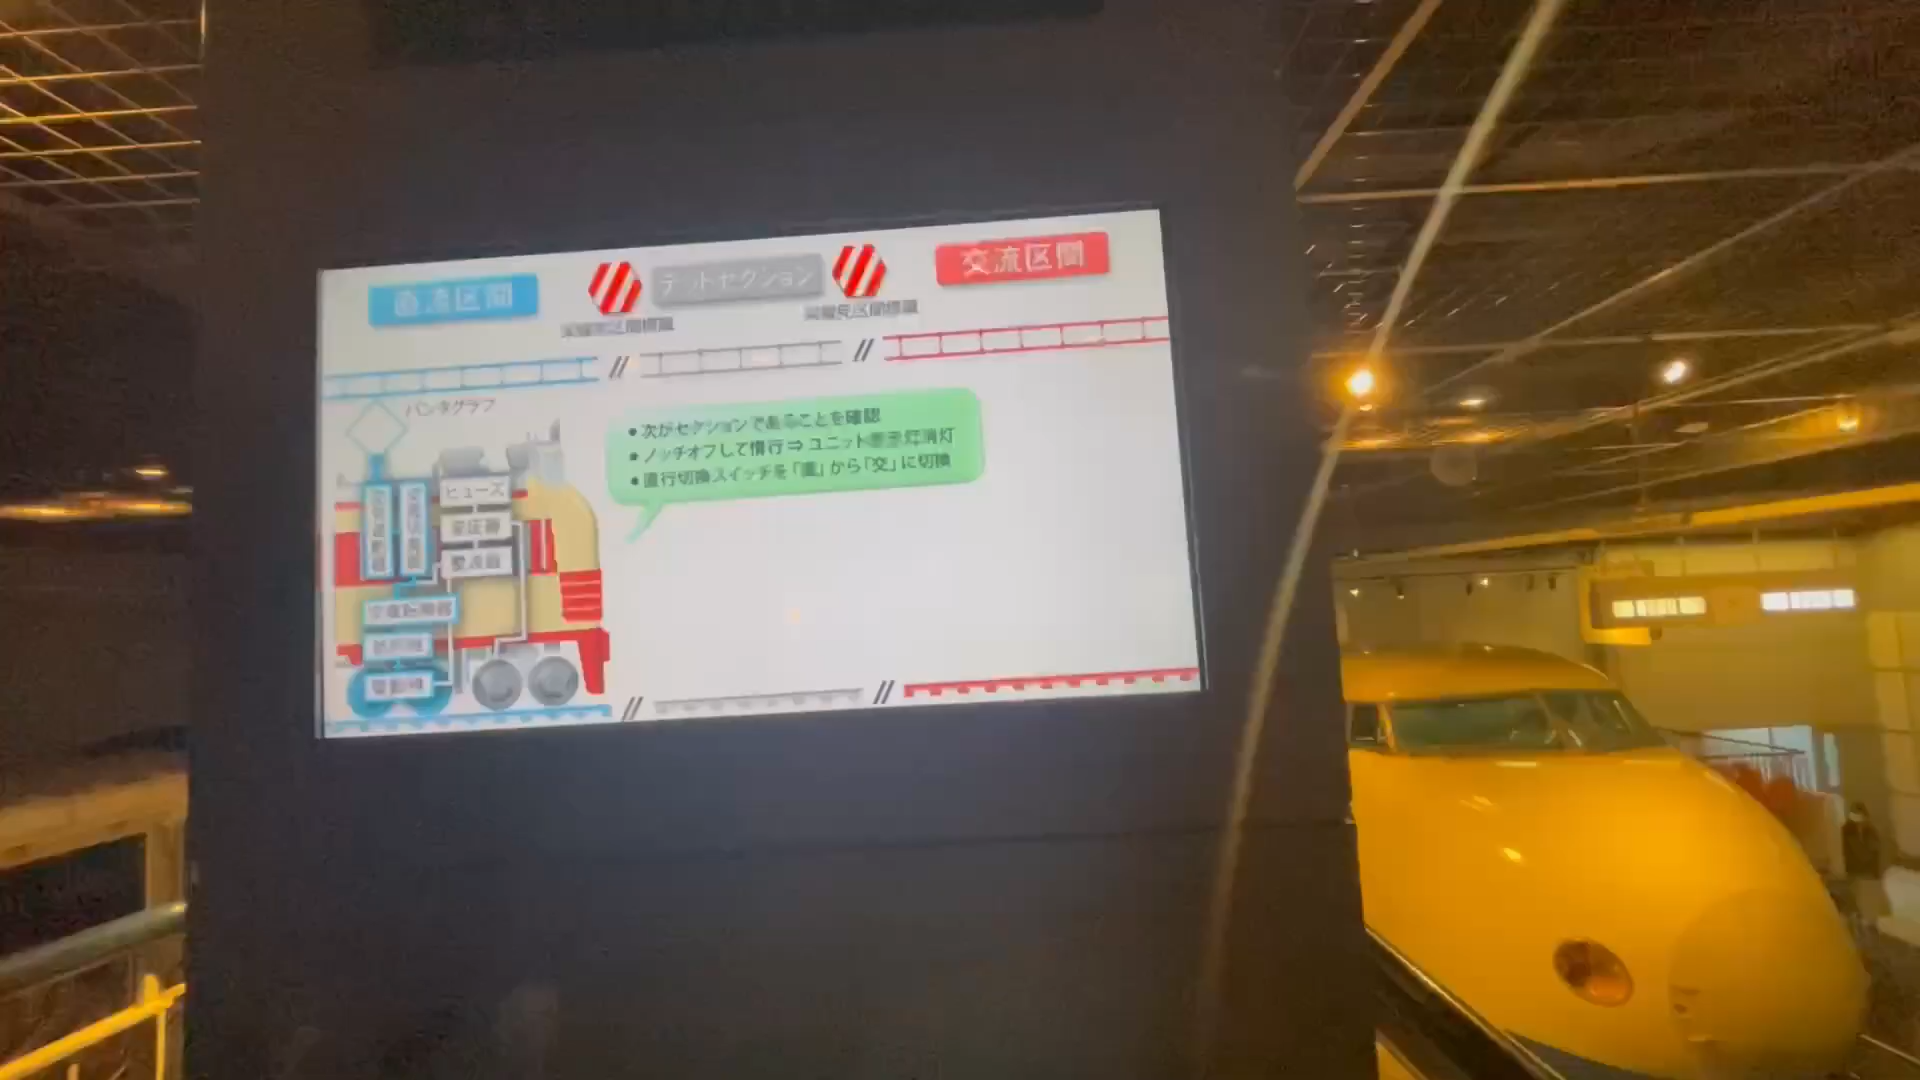 直流区間
デットセクション
交流区間
パンタグラフ
● 次がセクションであることを確認
● ノッチオフして惰行⇒ユニット表示灯消灯
● 直行切換スイッチを「直」から「交」に切換
ヒューズ
変圧器
整流器
電動機